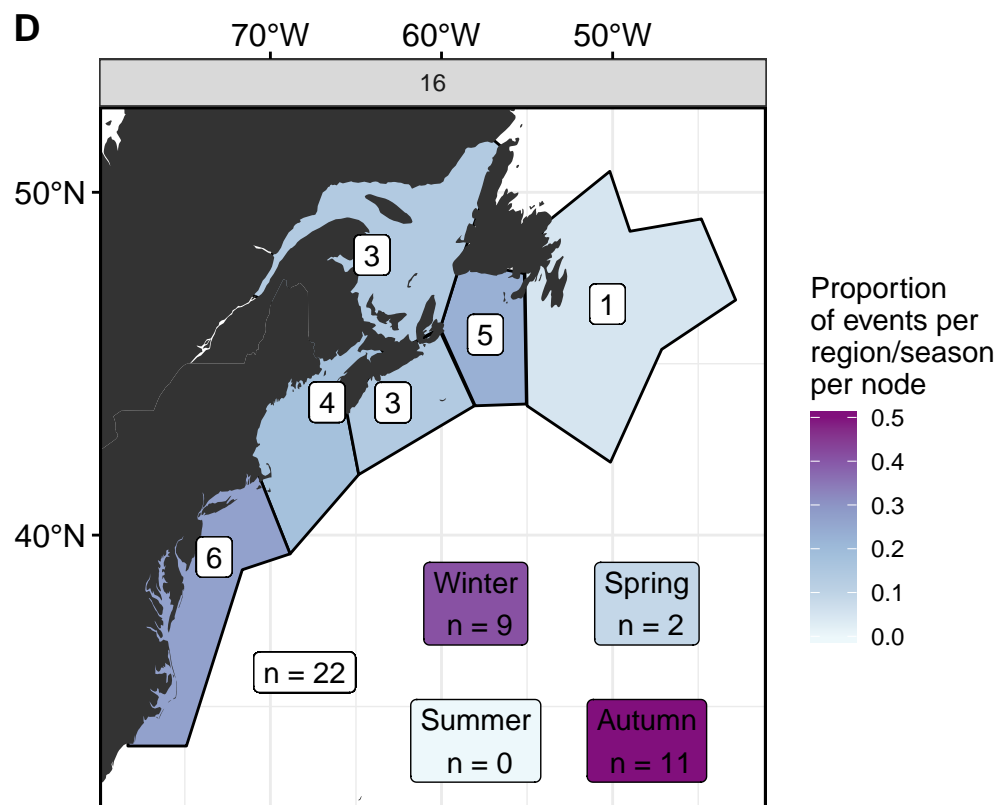 D
70°W 60°W 50°W
16
50°N
40°N
3
1
5
4
3
6
Winter
n = 9
Spring
n = 2
n = 22
Summer
n = 0
Autumn
n = 11
Proportion
of events per
region/season
per node
0.5
0.4
0.3
0.2
0.1
0.0